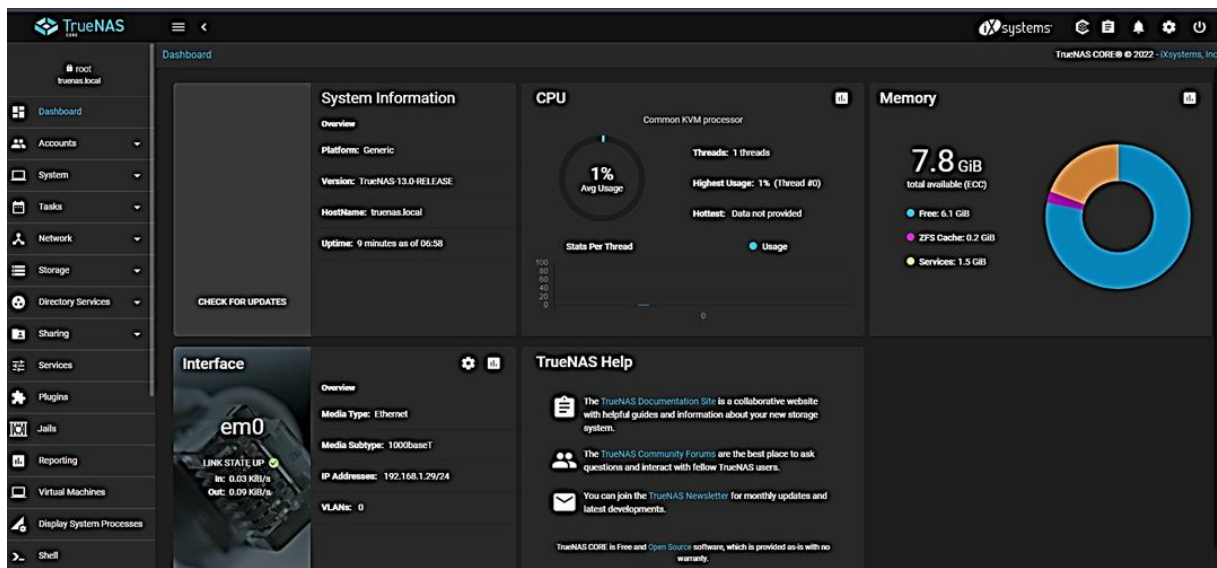 TrueNAS
CORE
iXsystems
root
truenas.local
Dashboard
TrueNAS CORE® © 2022 - iXsystems, Inc
Dashboard
Accounts
System
Tasks
Network
Storage
Directory Services
Sharing
Services
Plugins
Jails
Reporting
Virtual Machines
Display System Processes
Shell
CHECK FOR UPDATES
System Information
Overview
Platform: Generic
Version: TrueNAS-13.0-RELEASE
HostName: truenas.local
Uptime: 9 minutes as of 06:58
CPU
Common KVM processor
1%
Avg Usage
Threads: 1 threads
Highest Usage: 1% (Thread #0)
Hottest: Data not provided
Stats Per Thread
Usage
100
80
60
40
20
0
0
Memory
7.8 GiB
total available (ECC)
Free: 6.1 GiB
ZFS Cache: 0.2 GiB
Services: 1.5 GiB
Interface
em0
LINK STATE UP
In: 0.03 KiB/s
Out: 0.09 KiB/s
Overview
Media Type: Ethernet
Media Subtype: 1000baseT
IP Addresses: 192.168.1.29/24
VLANs: 0
TrueNAS Help
The TrueNAS Documentation Site is a collaborative website
with helpful guides and information about your new storage
system.
The TrueNAS Community Forums are the best place to ask
questions and interact with fellow TrueNAS users.
You can join the TrueNAS Newsletter for monthly updates and
latest developments.
TrueNAS CORE is Free and Open Source software, which is provided as-is with no
warranty.